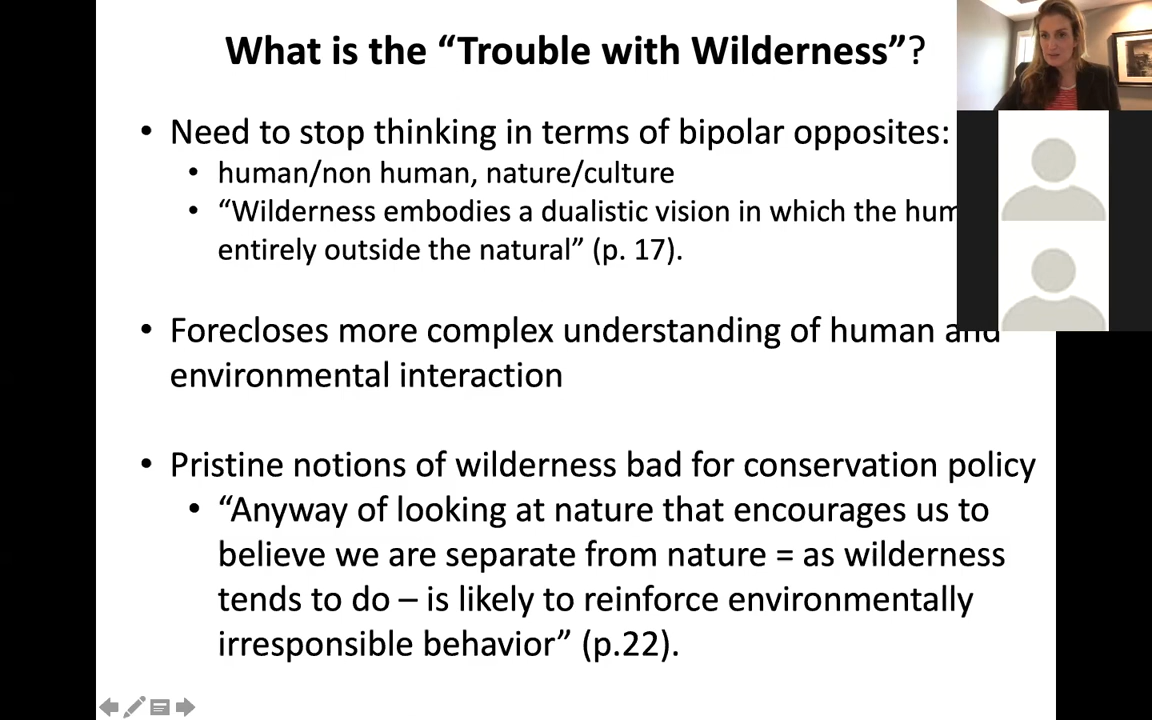 What is the “Trouble with Wilderness”?
• Need to stop thinking in terms of bipolar opposites:
• human/non human, nature/culture
• “Wilderness embodies a dualistic vision in which the
entirely outside the natural” (p. 17).
• Forecloses more complex understanding of human and
environmental interaction
• Pristine notions of wilderness bad for conservation policy
• “Anyway of looking at nature that encourages us to
believe we are separate from nature = as wilderness
tends to do – is likely to reinforce environmentally
irresponsible behavior” (p.22).